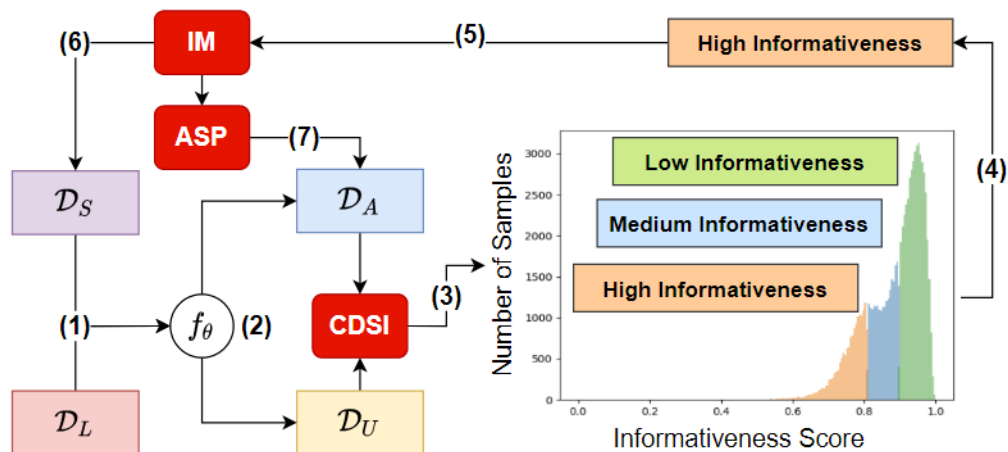 (6)
IM
(5)
High Informativeness
ASP
(7)
(4)
𝒟_S
𝒟_A
(1)
f_θ
(2)
CDSI
(3)
𝒟_L
𝒟_U
Number of Samples
3000
2500
2000
1500
1000
500
0
Low Informativeness
Medium Informativeness
High Informativeness
0.0 0.2 0.4 0.6 0.8 1.0
Informativeness Score